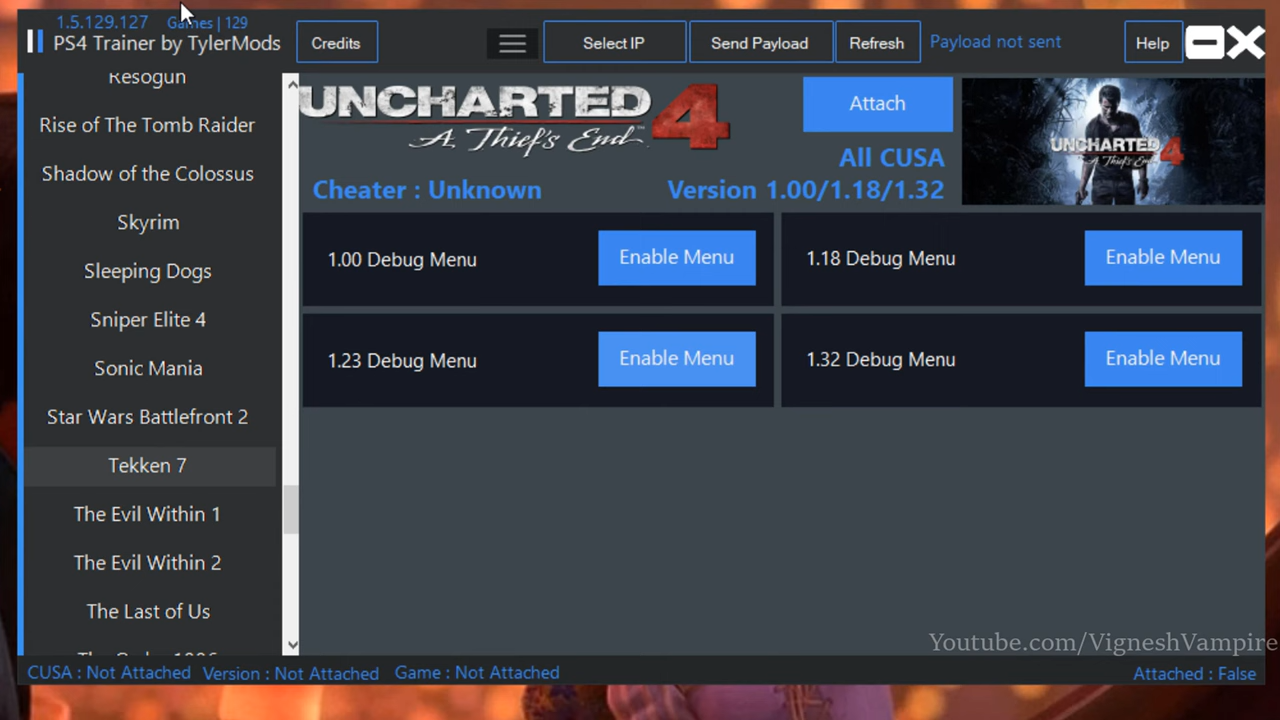 1.5.129.127 Games | 129
PS4 Trainer by TylerMods
Credits
Select IP
Send Payload
Refresh
Payload not sent
Help
Resogun
Rise of The Tomb Raider
Shadow of the Colossus
Skyrim
Sleeping Dogs
Sniper Elite 4
Sonic Mania
Star Wars Battlefront 2
Tekken 7
The Evil Within 1
The Evil Within 2
The Last of Us
UNCHARTED 4
A Thief's End™
Attach
All CUSA
Cheater : Unknown
Version 1.00/1.18/1.32
UNCHARTED 4
A Thief's End
1.00 Debug Menu
Enable Menu
1.18 Debug Menu
Enable Menu
1.23 Debug Menu
Enable Menu
1.32 Debug Menu
Enable Menu
Youtube.com/VigneshVampire
CUSA : Not Attached
Version : Not Attached
Game : Not Attached
Attached : False